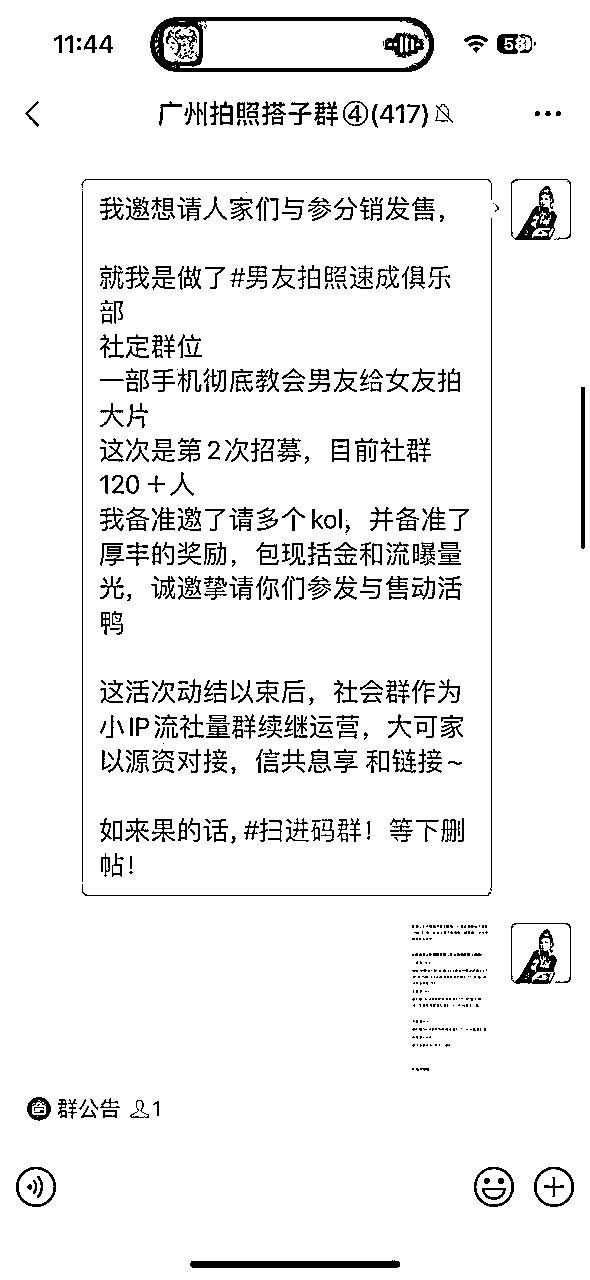 11:44
广州拍照搭子群④(417)
我邀想请人家们与参分销发售，
就我是做了#男友拍照速成俱乐
部
社定群位
一部手机彻底教会男友给女友拍
大片
这次是第2次招募，目前社群
120＋人
我备准邀了请多个kol，并备准了
厚丰的奖励，包现括金和流曝量
光，诚邀挚请你们参发与售动活
鸭
这活次动结以束后，社会群作为
小IP流社量群续继运营，大可家
以源资对接，信共息享 和链接~
如来果的话, #扫进码群！等下删
帖！
群公告 1